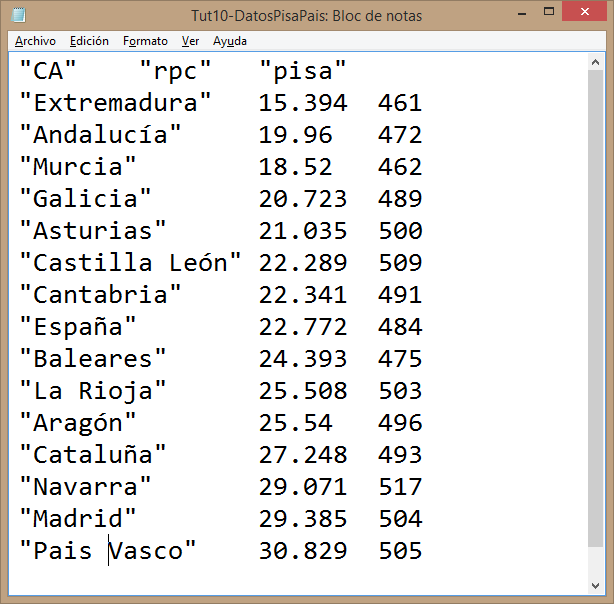 Tut10-DatosPisaPais: Bloc de notas
Archivo Edición Formato Ver Ayuda
"CA" "rpc" "pisa"
"Extremadura" 15.394 461
"Andalucía" 19.96 472
"Murcia" 18.52 462
"Galicia" 20.723 489
"Asturias" 21.035 500
"Castilla León" 22.289 509
"Cantabria" 22.341 491
"España" 22.772 484
"Baleares" 24.393 475
"La Rioja" 25.508 503
"Aragón" 25.54 496
"Cataluña" 27.248 493
"Navarra" 29.071 517
"Madrid" 29.385 504
"Pais Vasco" 30.829 505